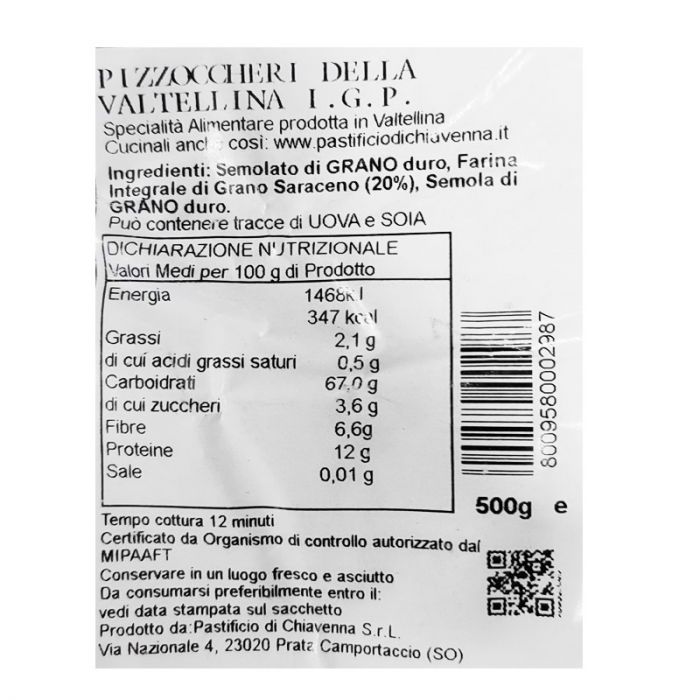 PIZZOCCHERI DELLA
VALTELLINA I.G.P.
Specialità Alimentare prodotta in Valtellina
Cucinali così: www.pastificiodichiavenna.it
Ingredienti: Semolato di GRANO duro, Farina
Integrale di Grano Saraceno (20%), Semola di
GRANO duro.
Può contenere tracce di UOVA e SOIA
DICHIARAZIONE NUTRIZIONALE
Valori Medi per 100 g di Prodotto
Energia 1468kJ
347 kcal
Grassi 2,1 g
di cui acidi grassi saturi 0,5 g
Carboidrati 67,0 g
di cui zuccheri 3,6 g
Fibre 6,6g
Proteine 12 g
Sale 0,01 g
8009580002987
500g e
Tempo cottura 12 minuti
Certificato da Organismo di controllo autorizzato dal
MIPAAFT
Conservare in un luogo fresco e asciutto
Da consumarsi preferibilmente entro il:
vedi data stampata sul sacchetto
Prodotto da:Pastificio di Chiavenna S.r.L.
Via Nazionale 4, 23020 Prata Camportaccio (SO)